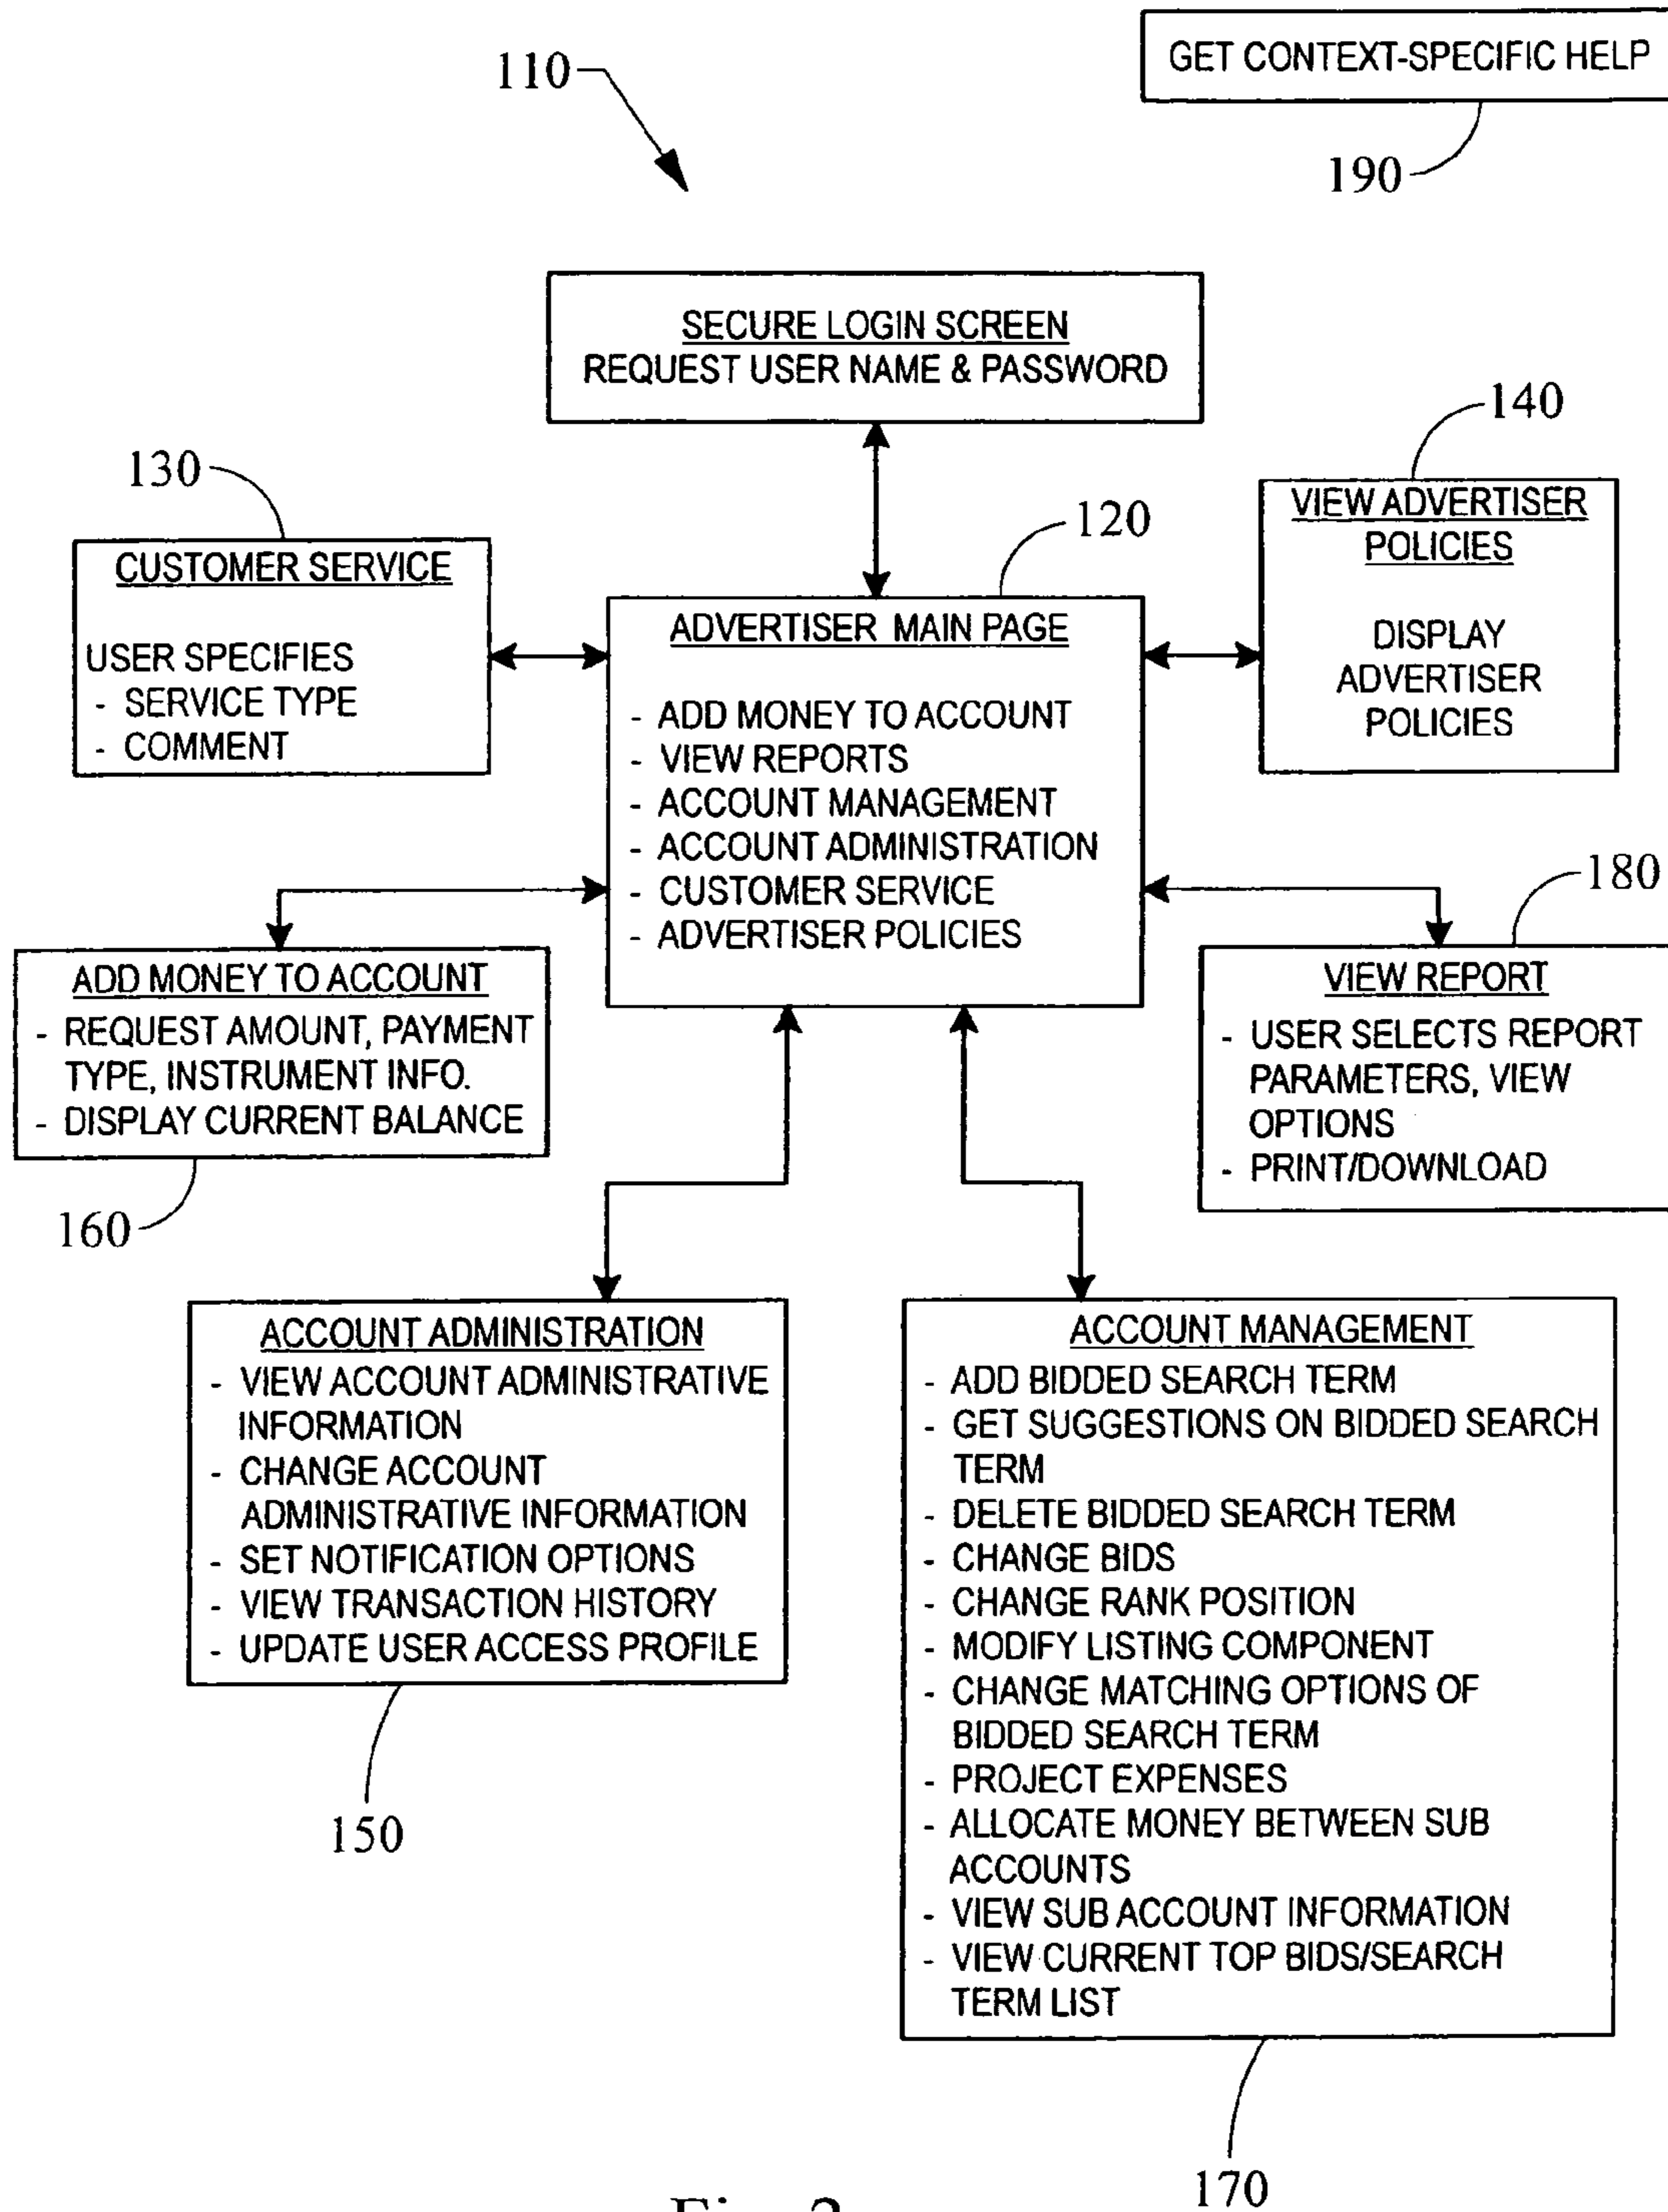 110
GET CONTEXT-SPECIFIC HELP
190
SECURE LOGIN SCREEN
REQUEST USER NAME & PASSWORD
130
CUSTOMER SERVICE
USER SPECIFIES
- SERVICE TYPE
- COMMENT
120
ADVERTISER MAIN PAGE
- ADD MONEY TO ACCOUNT
- VIEW REPORTS
- ACCOUNT MANAGEMENT
- ACCOUNT ADMINISTRATION
- CUSTOMER SERVICE
- ADVERTISER POLICIES
140
VIEW ADVERTISER
POLICIES
DISPLAY
ADVERTISER
POLICIES
ADD MONEY TO ACCOUNT
- REQUEST AMOUNT, PAYMENT
TYPE, INSTRUMENT INFO.
- DISPLAY CURRENT BALANCE
160
180
VIEW REPORT
- USER SELECTS REPORT
PARAMETERS, VIEW
OPTIONS
- PRINT/DOWNLOAD
ACCOUNT ADMINISTRATION
- VIEW ACCOUNT ADMINISTRATIVE
INFORMATION
- CHANGE ACCOUNT
ADMINISTRATIVE INFORMATION
- SET NOTIFICATION OPTIONS
- VIEW TRANSACTION HISTORY
- UPDATE USER ACCESS PROFILE
150
ACCOUNT MANAGEMENT
- ADD BIDDED SEARCH TERM
- GET SUGGESTIONS ON BIDDED SEARCH
TERM
- DELETE BIDDED SEARCH TERM
- CHANGE BIDS
- CHANGE RANK POSITION
- MODIFY LISTING COMPONENT
- CHANGE MATCHING OPTIONS OF
BIDDED SEARCH TERM
- PROJECT EXPENSES
- ALLOCATE MONEY BETWEEN SUB
ACCOUNTS
- VIEW SUB ACCOUNT INFORMATION
- VIEW CURRENT TOP BIDS/SEARCH
TERM LIST
170